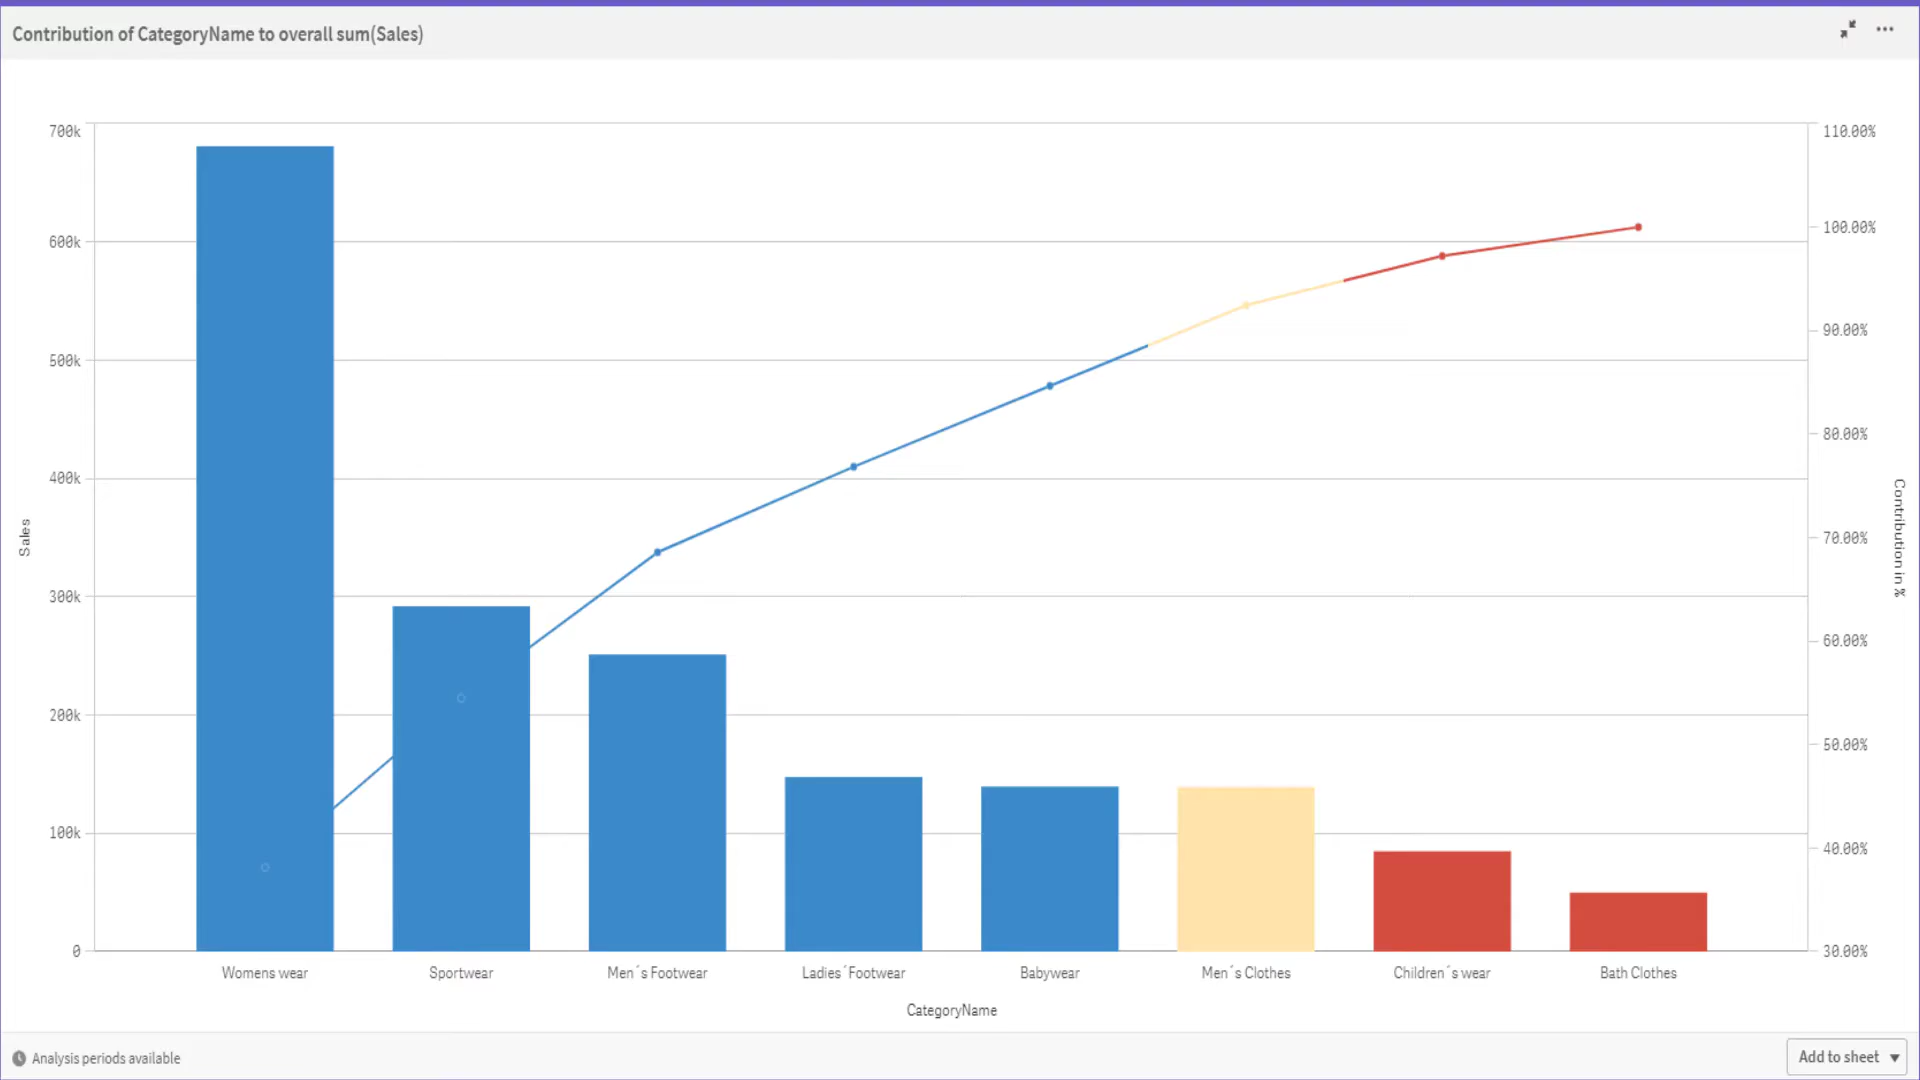 Contribution of CategoryName to overall sum(Sales)
700k
600k
500k
400k
300k
200k
100k
0
Sales
110.00%
100.00%
90.00%
80.00%
70.00%
60.00%
50.00%
40.00%
30.00%
Contribution in %
Womens wear
Sportwear
Men´s Footwear
Ladies´Footwear
Babywear
Men´s Clothes
Children´s wear
Bath Clothes
CategoryName
Analysis periods available
Add to sheet